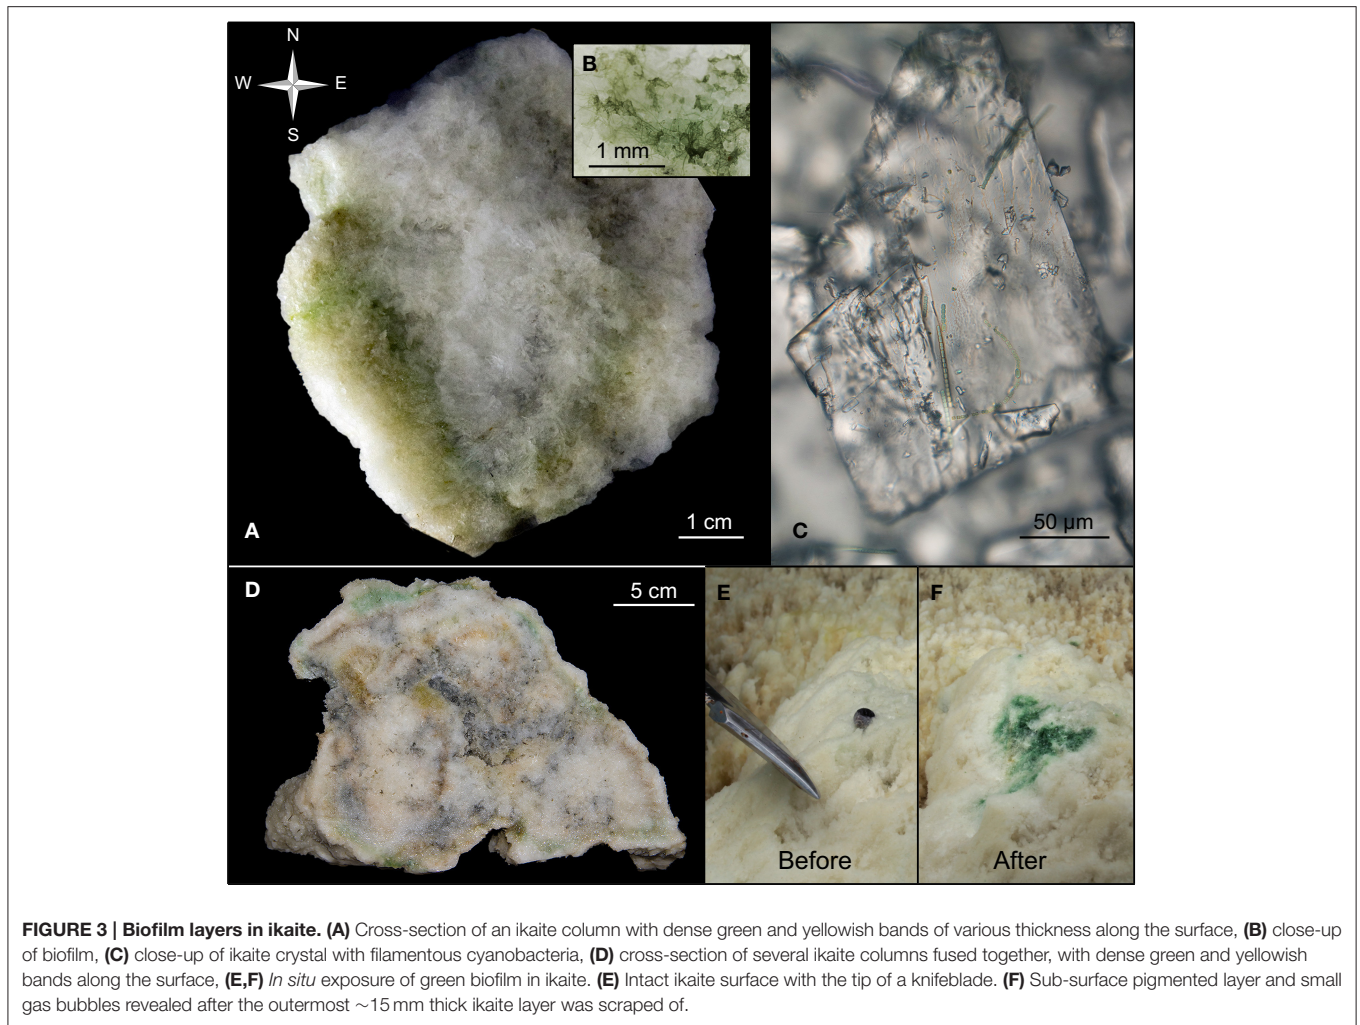 N
W E
S
B
1 mm
A
1 cm
C
50 µm
D
5 cm
E
Before
F
After
FIGURE 3 | Biofilm layers in ikaite. (A) Cross-section of an ikaite column with dense green and yellowish bands of various thickness along the surface, (B) close-up
of biofilm, (C) close-up of ikaite crystal with filamentous cyanobacteria, (D) cross-section of several ikaite columns fused together, with dense green and yellowish
bands along the surface, (E,F) In situ exposure of green biofilm in ikaite. (E) Intact ikaite surface with the tip of a knifeblade. (F) Sub-surface pigmented layer and small
gas bubbles revealed after the outermost ∼15 mm thick ikaite layer was scraped of.